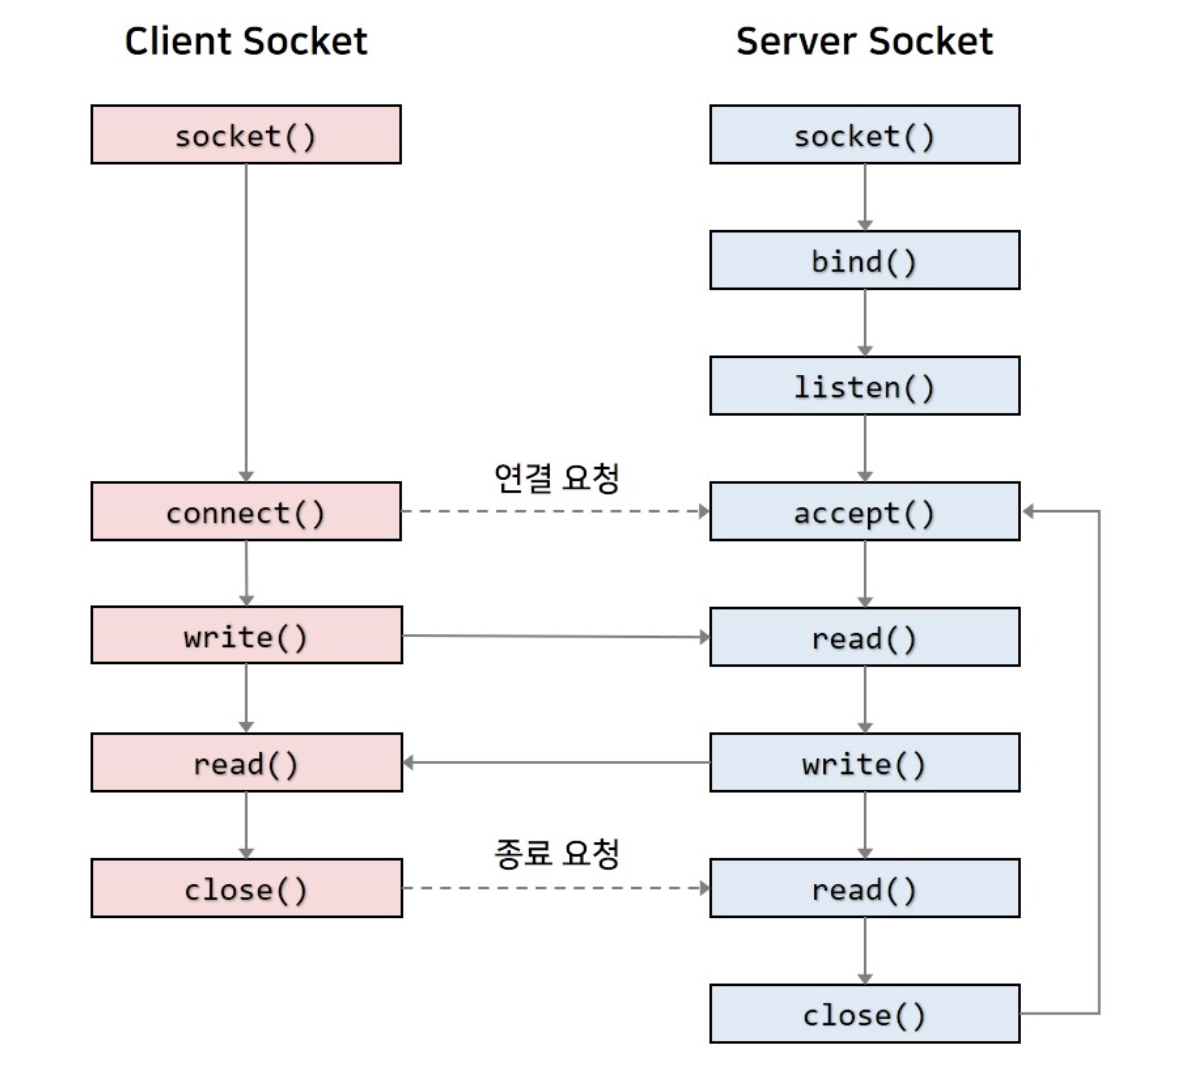 Client Socket
Server Socket
socket()
socket()
bind()
listen()
연결 요청
connect()
accept()
write()
read()
read()
write()
종료 요청
close()
read()
close()